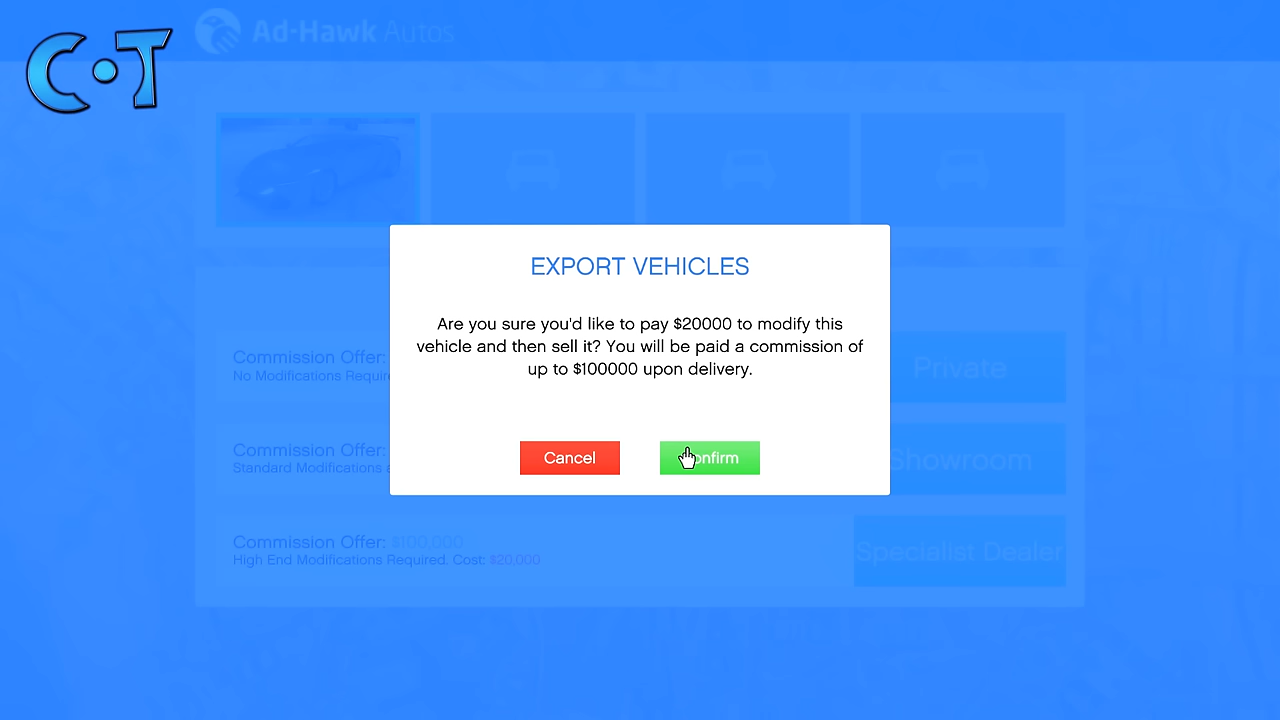 Ad-Hawk Autos
C•T
EXPORT VEHICLES
Are you sure you'd like to pay $20000 to modify this
vehicle and then sell it? You will be paid a commission of
up to $100000 upon delivery.
Cancel
Confirm
Commission Offer:
No Modifications Require
Private
Commission Offer:
Standard Modifications a
Showroom
Commission Offer: $100,000
High End Modifications Required. Cost: $20,000
Specialist Dealer